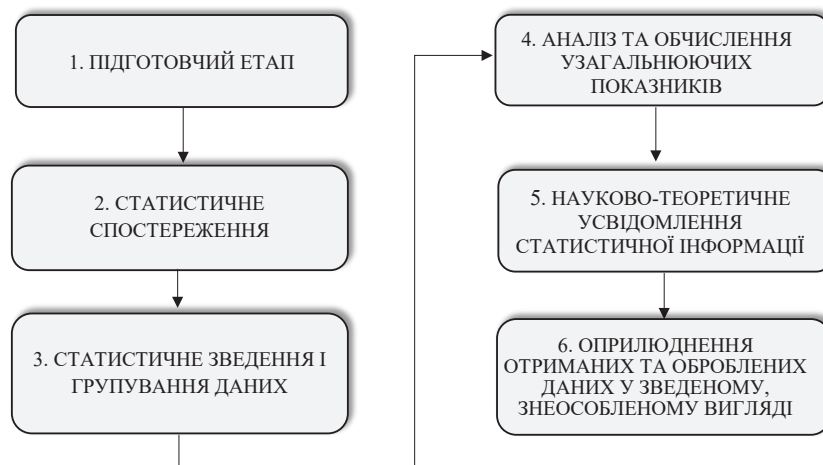 1. ПІДГОТОВЧИЙ ЕТАП
2. СТАТИСТИЧНЕ
СПОСТЕРЕЖЕННЯ
3. СТАТИСТИЧНЕ ЗВЕДЕННЯ І
ГРУПУВАННЯ ДАНИХ
4. АНАЛІЗ ТА ОБЧИСЛЕННЯ
УЗАГАЛЬНЮЮЧИХ
ПОКАЗНИКІВ
5. НАУКОВО-ТЕОРЕТИЧНЕ
УСВІДОМЛЕННЯ
СТАТИСТИЧНОЇ ІНФОРМАЦІЇ
6. ОПРИЛЮДНЕННЯ
ОТРИМАНИХ ТА ОБРОБЛЕНИХ
ДАНИХ У ЗВЕДЕНОМУ,
ЗНЕОСОБЛЕНОМУ ВИГЛЯДІ